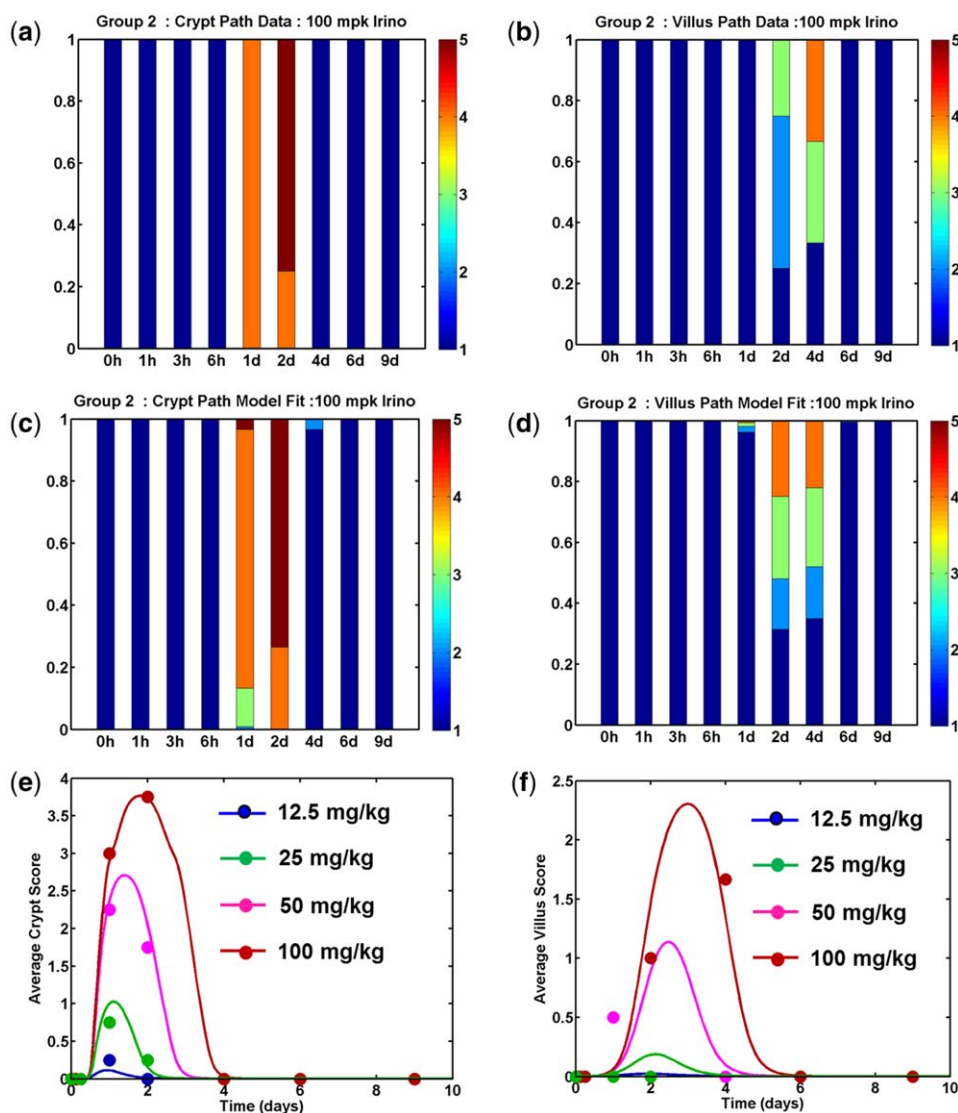 (a) Group 2 : Crypt Path Data : 100 mpk Irino
1
0.8
0.6
0.4
0.2
0
0h 1h 3h 6h 1d 2d 4d 6d 9d
5
4
3
2
1
(b) Group 2 : Villus Path Data :100 mpk Irino
1
0.8
0.6
0.4
0.2
0
0h 1h 3h 6h 1d 2d 4d 6d 9d
5
4
3
2
1
(c) Group 2 : Crypt Path Model Fit :100 mpk Irino
1
0.8
0.6
0.4
0.2
0
0h 1h 3h 6h 1d 2d 4d 6d 9d
5
4
3
2
1
(d) Group 2 : Villus Path Model Fit :100 mpk Irino
1
0.8
0.6
0.4
0.2
0
0h 1h 3h 6h 1d 2d 4d 6d 9d
5
4
3
2
1
(e)
Average Crypt Score
4
3.5
3
2.5
2
1.5
1
0.5
0
12.5 mg/kg
25 mg/kg
50 mg/kg
100 mg/kg
0 2 4 6 8 10
Time (days)
(f)
Average Villus Score
2.5
2
1.5
1
0.5
0
12.5 mg/kg
25 mg/kg
50 mg/kg
100 mg/kg
0 2 4 6 8 10
Time (days)